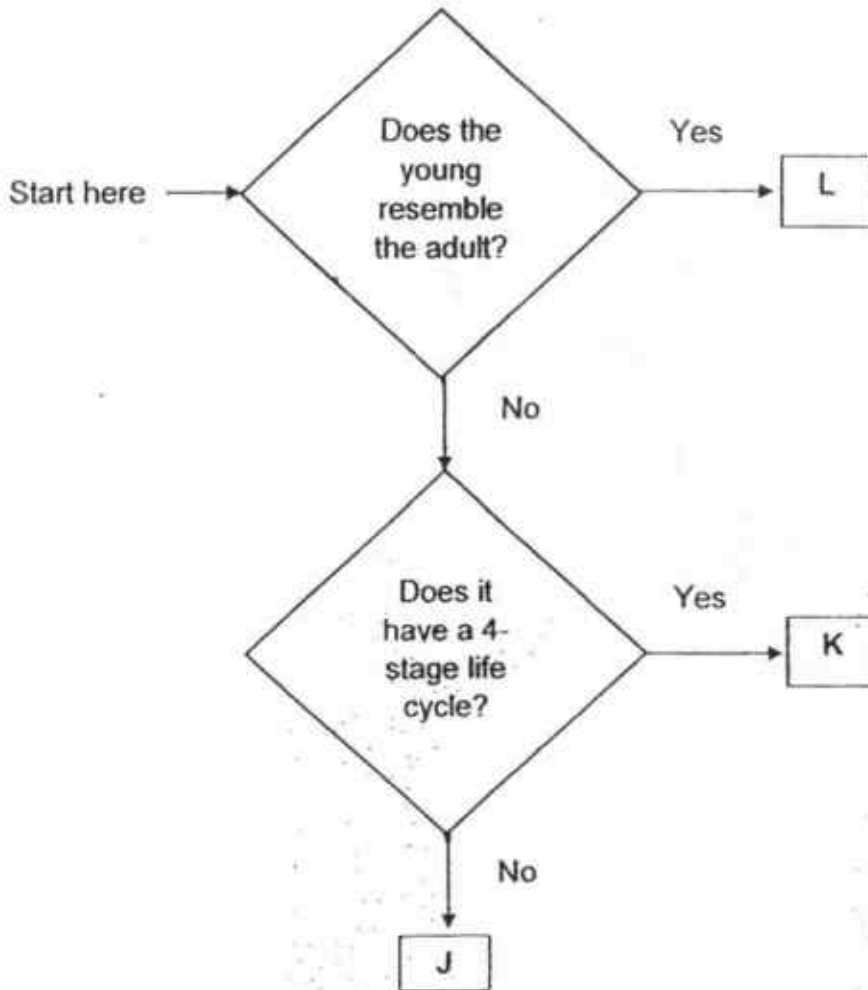 Does the
young
resemble
the adult?
Yes
L
Start here
No
Does it
have a 4-
stage life
cycle?
Yes
K
No
J